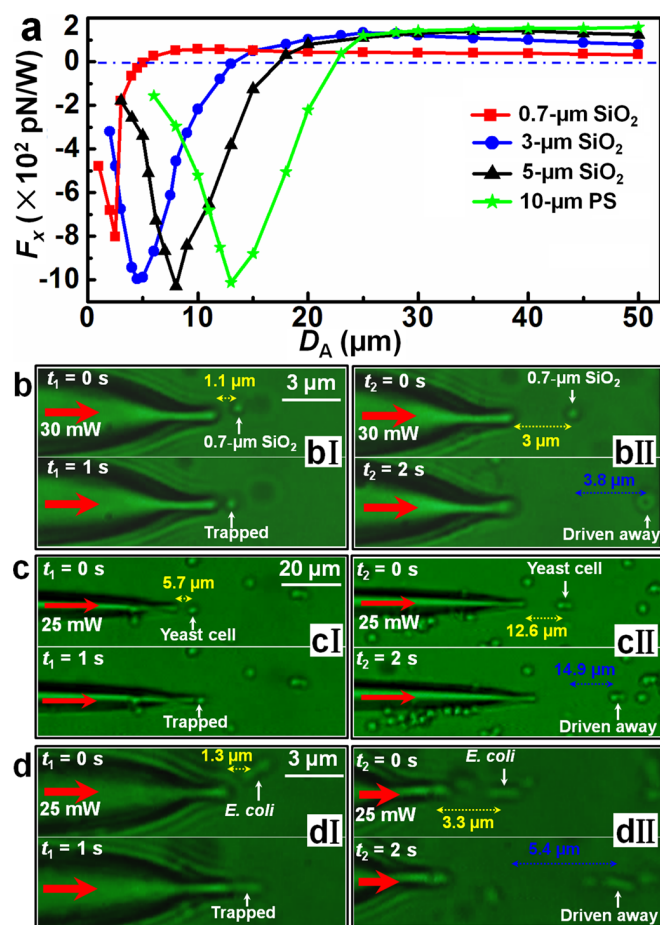 a
F_x (×10² pN/W)
2
0
-2
-4
-6
-8
-10
0.7-µm SiO₂
3-µm SiO₂
5-µm SiO₂
10-µm PS
0 10 20 30 40 50
D_A (µm)
b
t₁ = 0 s
1.1 µm
3 µm
30 mW
0.7-µm SiO₂
bI
t₁ = 1 s
Trapped
t₂ = 0 s
0.7-µm SiO₂
30 mW
3 µm
bII
t₂ = 2 s
3.8 µm
Driven away
c
t₁ = 0 s
20 µm
5.7 µm
25 mW
Yeast cell
cI
t₁ = 1 s
Trapped
t₂ = 0 s
Yeast cell
25 mW
12.6 µm
cII
t₂ = 2 s
14.9 µm
Driven away
d
t₁ = 0 s
1.3 µm
3 µm
25 mW
E. coli
dI
t₁ = 1 s
Trapped
t₂ = 0 s
E. coli
25 mW
3.3 µm
dII
t₂ = 2 s
5.4 µm
Driven away